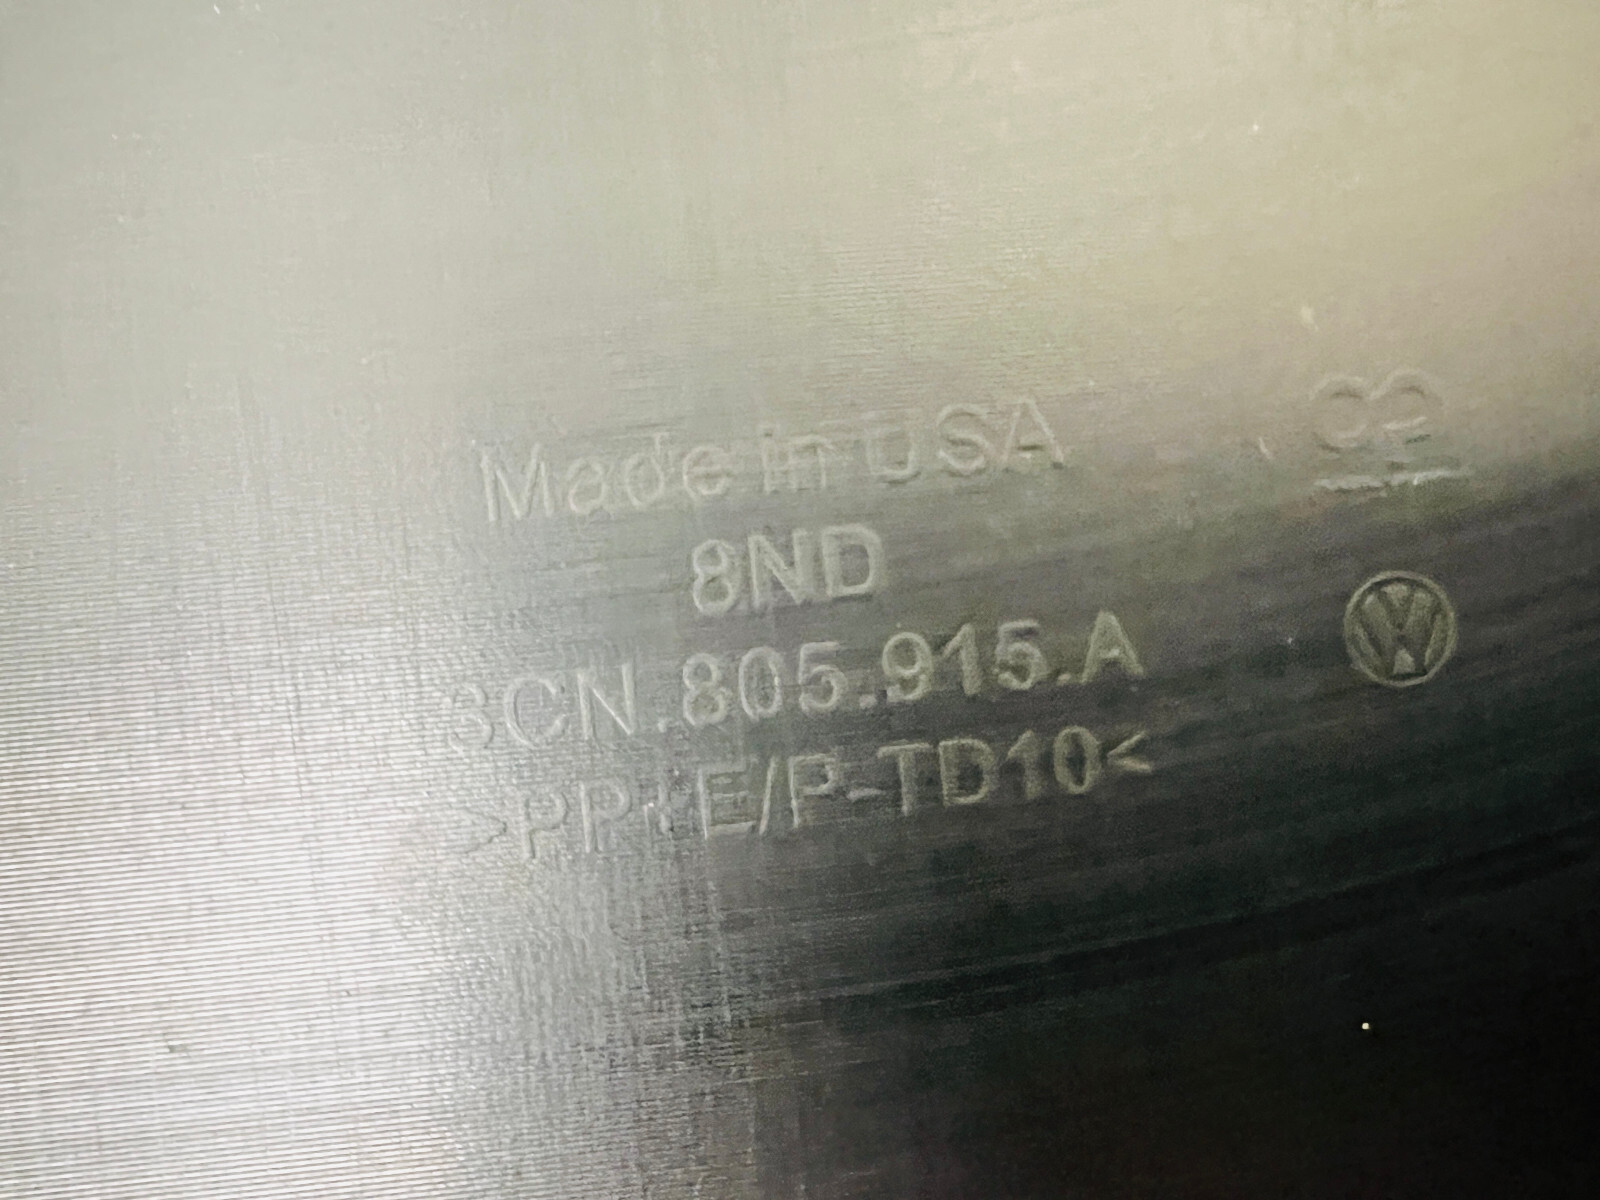 Made in USA
8ND
3CN.805.915.A
>PP+E/P-TD10<